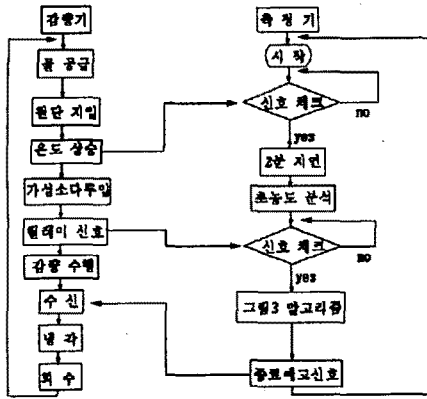 감량기
물 공급
원단 지입
온도 상승
가성소다투입
릴레이 신호
감량 수행
수 신
냉 각
회 수
측 정 기
시 작
신호 체크
no
yes
2분 지연
초농도 분석
신호 체크
no
yes
그림3 알고리즘
종료예고신호